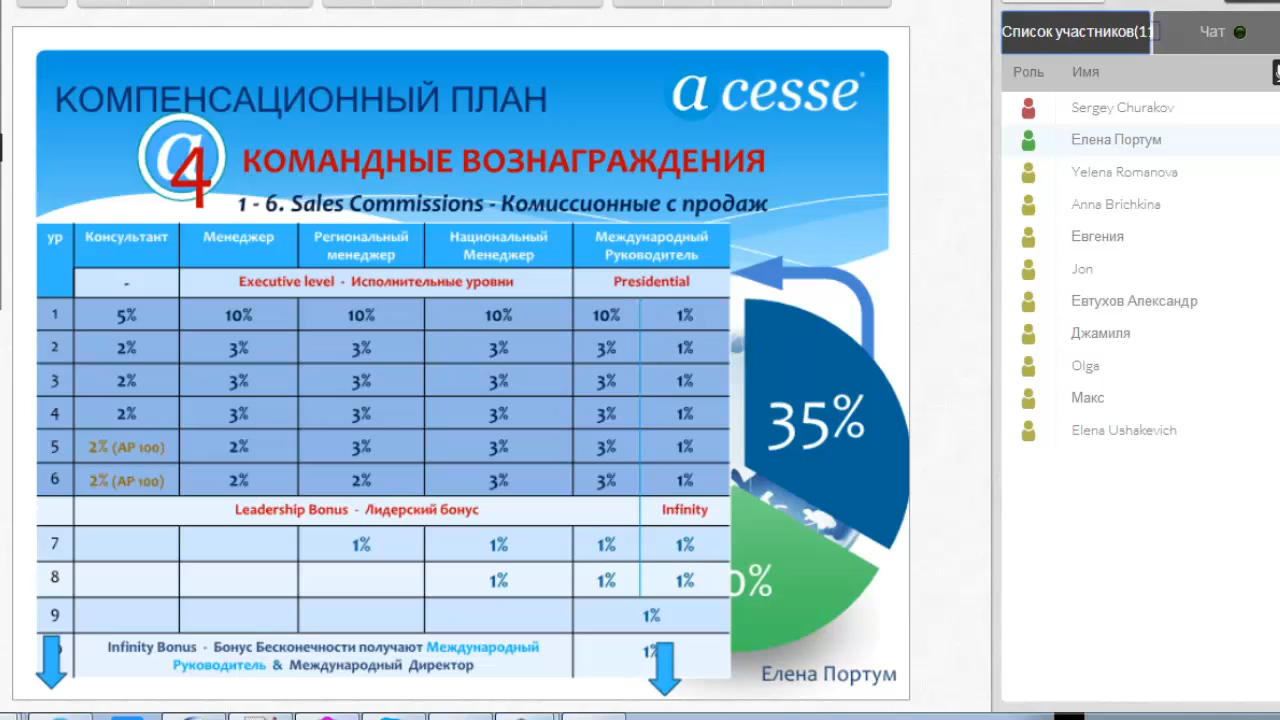 КОМПЕНСАЦИОННЫЙ ПЛАН
a cesse
a
4
КОМАНДНЫЕ ВОЗНАГРАЖДЕНИЯ
1 - 6. Sales Commissions - Комиссионные с продаж
ур Консультант Менеджер Региональный менеджер Национальный Менеджер Международный Руководитель
- Executive level - Исполнительные уровни Presidential
1 5% 10% 10% 10% 10% 1%
2 2% 3% 3% 3% 3% 1%
3 2% 3% 3% 3% 3% 1%
4 2% 3% 3% 3% 3% 1%
5 2% (AP 100) 2% 3% 3% 3% 1%
6 2% (AP 100) 2% 2% 3% 3% 1%
Leadership Bonus - Лидерский бонус Infinity
7 1% 1% 1% 1%
8 1% 1% 1%
9 1%
Infinity Bonus - Бонус Бесконечности получают Международный
Руководитель & Международный Директор
35%
0%
Елена Портум
Список участников(11
Чат
Роль Имя
Sergey Churakov
Елена Портум
Yelena Romanova
Anna Brichkina
Евгения
Jon
Евтухов Александр
Джамиля
Olga
Макс
Elena Ushakevich